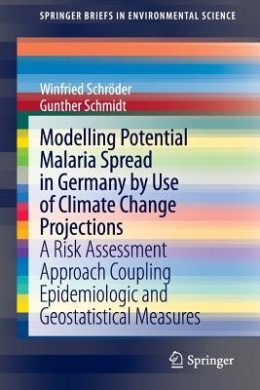 SPRINGER BRIEFS IN ENVIRONMENTAL SCIENCE
Winfried Schröder
Gunther Schmidt
Modelling Potential
Malaria Spread
in Germany by Use
of Climate Change
Projections
A Risk Assessment
Approach Coupling
Epidemiologic and
Geostatistical Measures
Springer